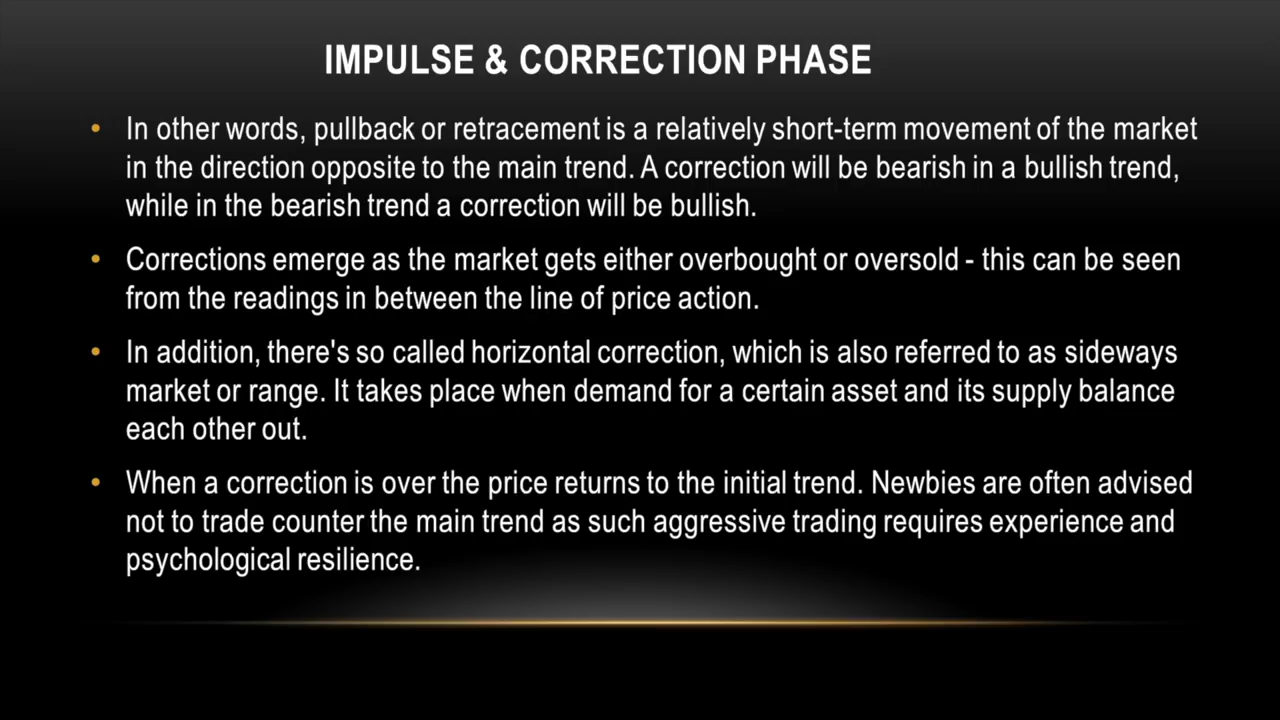 IMPULSE & CORRECTION PHASE
• In other words, pullback or retracement is a relatively short-term movement of the market
in the direction opposite to the main trend. A correction will be bearish in a bullish trend,
while in the bearish trend a correction will be bullish.
• Corrections emerge as the market gets either overbought or oversold - this can be seen
from the readings in between the line of price action.
• In addition, there's so called horizontal correction, which is also referred to as sideways
market or range. It takes place when demand for a certain asset and its supply balance
each other out.
• When a correction is over the price returns to the initial trend. Newbies are often advised
not to trade counter the main trend as such aggressive trading requires experience and
psychological resilience.